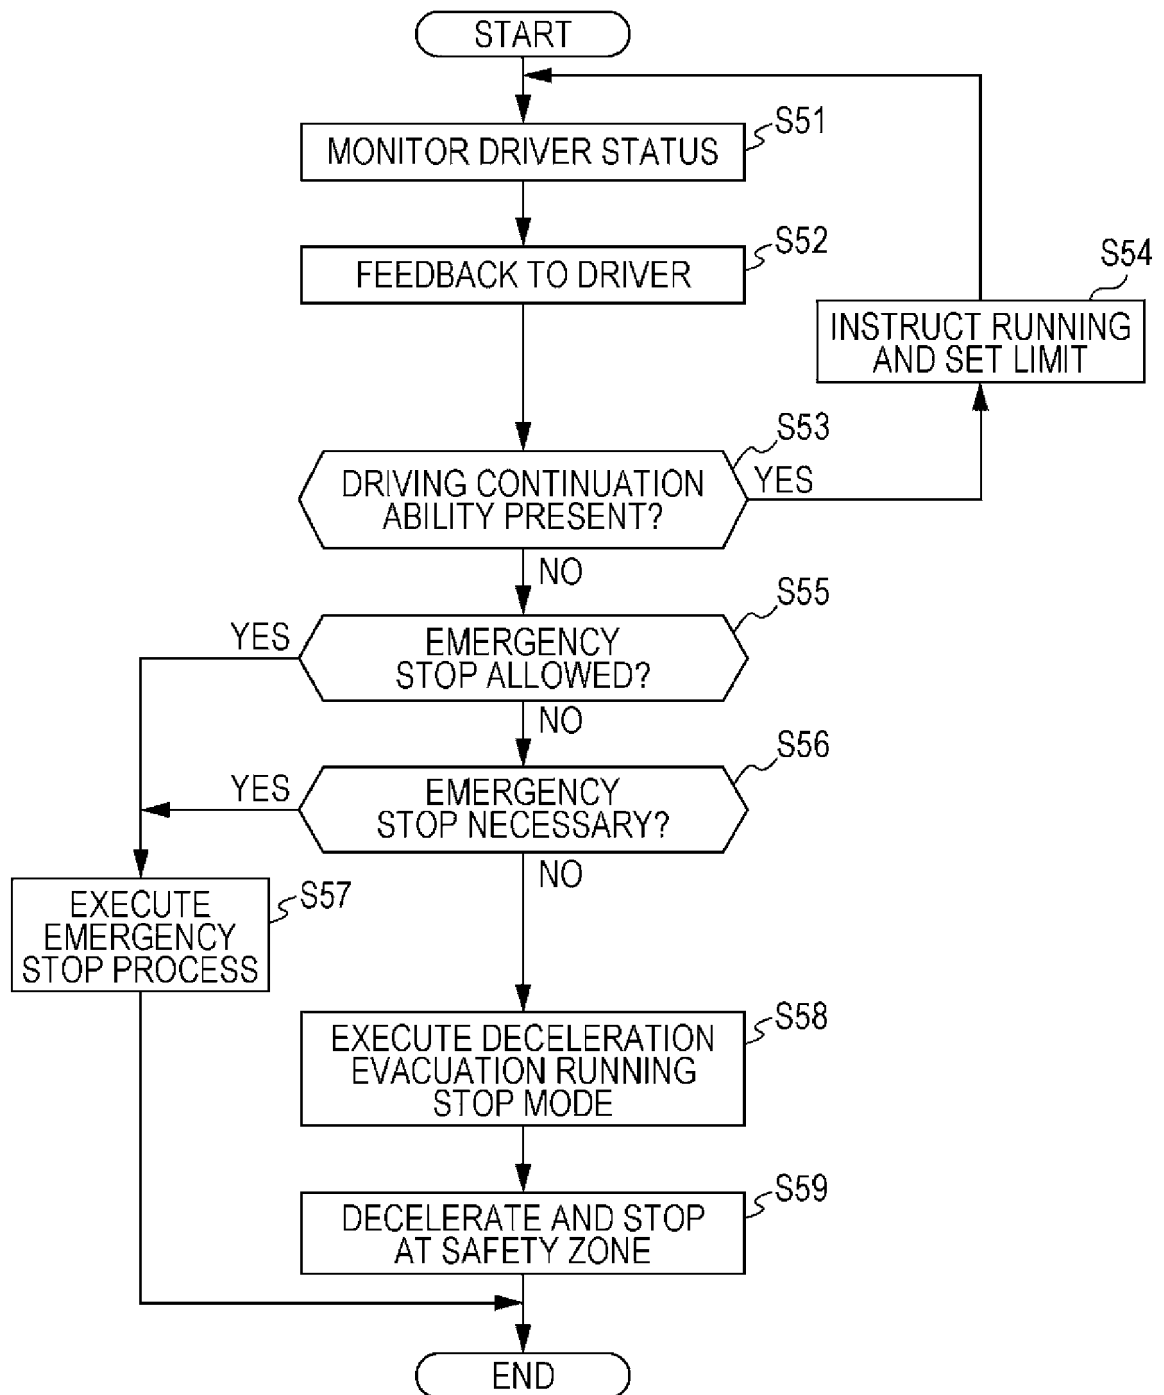 START
S51
MONITOR DRIVER STATUS
S52
FEEDBACK TO DRIVER
S54
INSTRUCT RUNNING
AND SET LIMIT
S53
DRIVING CONTINUATION
ABILITY PRESENT?
YES
NO
S55
YES
EMERGENCY
STOP ALLOWED?
NO
S56
YES
EMERGENCY
STOP NECESSARY?
NO
S57
EXECUTE
EMERGENCY
STOP PROCESS
S58
EXECUTE DECELERATION
EVACUATION RUNNING
STOP MODE
S59
DECELERATE AND STOP
AT SAFETY ZONE
END